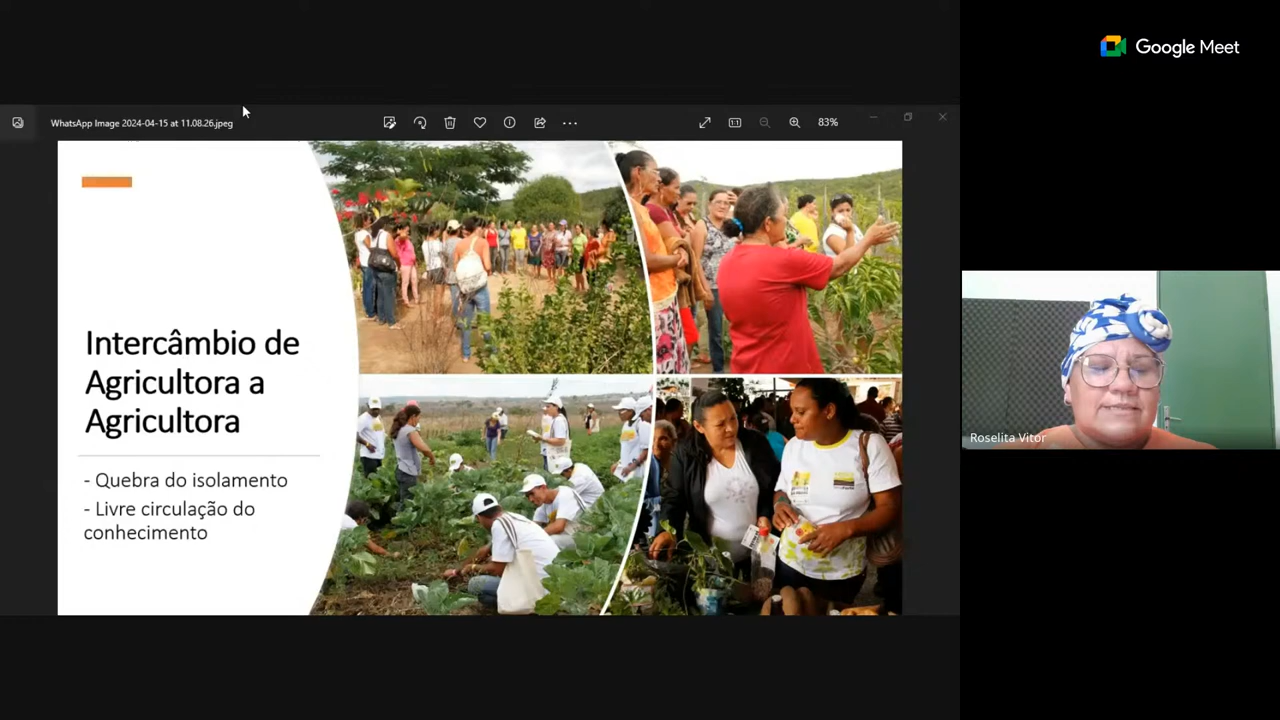 Google Meet
WhatsApp Image 2024-04-15 at 11.08.26.jpeg
83%
Intercâmbio de
Agricultora a
Agricultora
- Quebra do isolamento
- Livre circulação do
conhecimento
Roselita Vitor